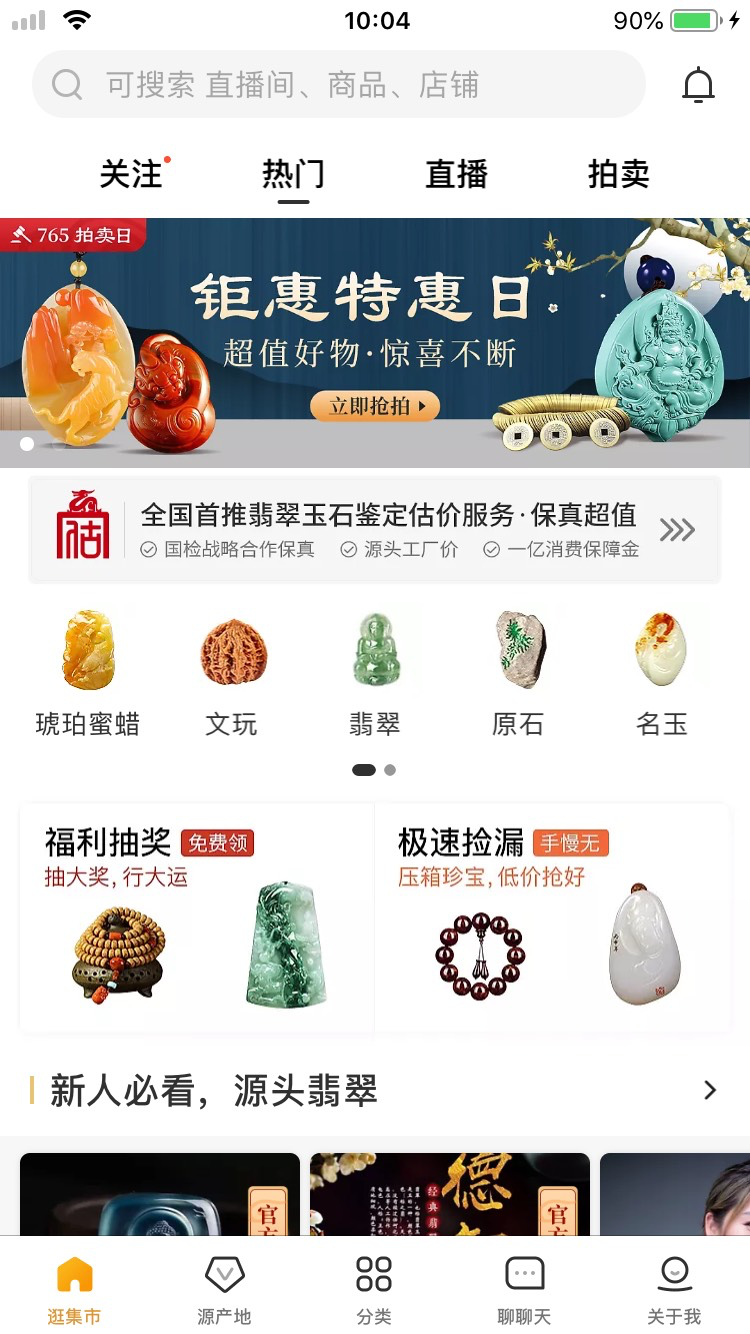 10:04
90%
可搜索 直播间、商品、店铺
关注
热门
直播
拍卖
765 拍卖日
钜惠特惠日
超值好物·惊喜不断
立即抢拍
估
全国首推翡翠玉石鉴定估价服务·保真超值
国检战略合作保真
源头工厂价
一亿消费保障金
琥珀蜜蜡
文玩
翡翠
原石
名玉
福利抽奖 免费领
抽大奖, 行大运
极速捡漏 手慢无
压箱珍宝, 低价抢好
新人必看，源头翡翠
官
德
经典翡
官
逛集市
源产地
分类
聊聊天
关于我